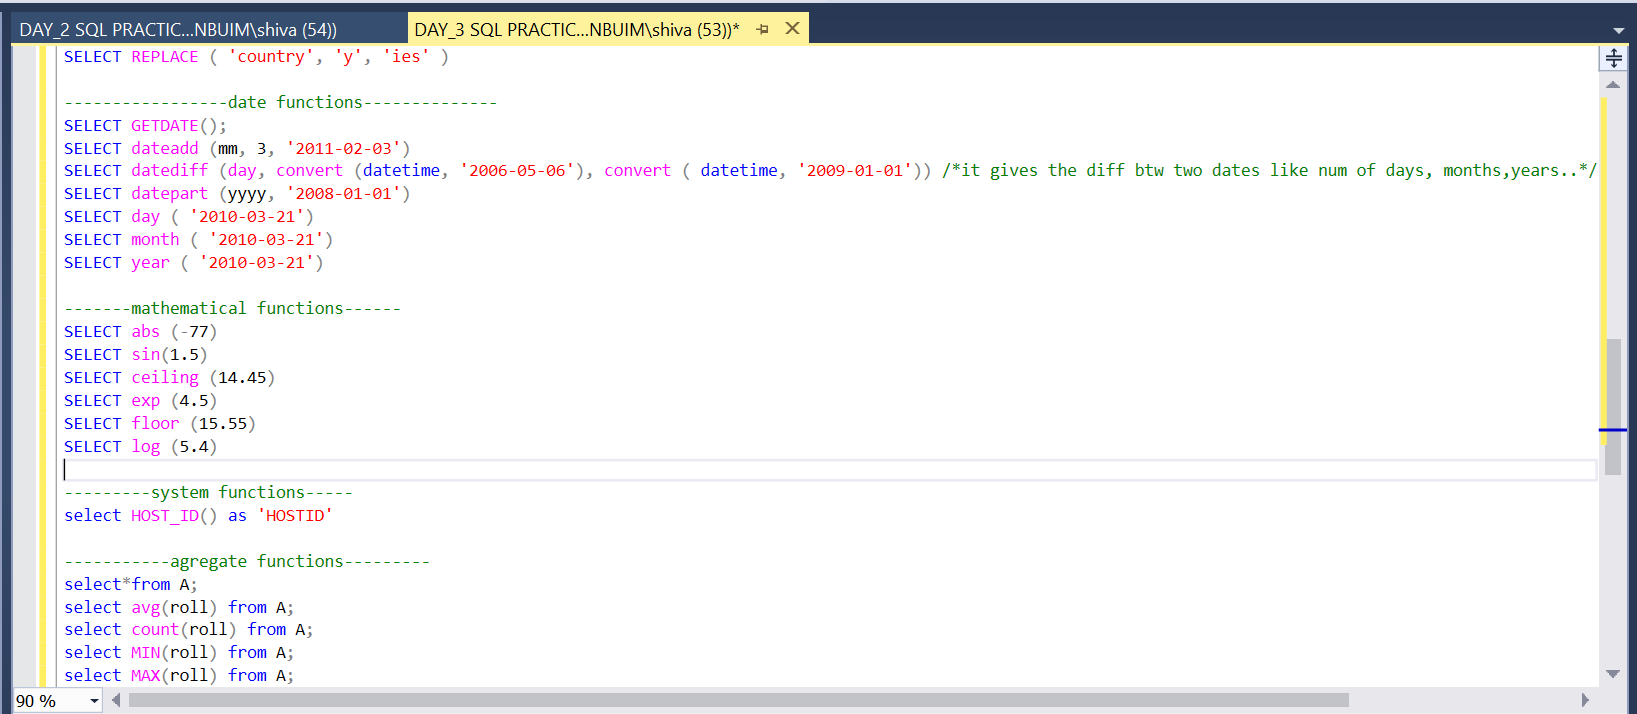 DAY_2 SQL PRACTIC...NBUIM\shiva (54)) DAY_3 SQL PRACTIC...NBUIM\shiva (53))*
SELECT REPLACE ( 'country', 'y', 'ies' )
-----------------date functions--------------
SELECT GETDATE();
SELECT dateadd (mm, 3, '2011-02-03')
SELECT datediff (day, convert (datetime, '2006-05-06'), convert ( datetime, '2009-01-01')) /*it gives the diff btw two dates like num of days, months,years..*/
SELECT datepart (yyyy, '2008-01-01')
SELECT day ( '2010-03-21')
SELECT month ( '2010-03-21')
SELECT year ( '2010-03-21')
-------mathematical functions------
SELECT abs (-77)
SELECT sin(1.5)
SELECT ceiling (14.45)
SELECT exp (4.5)
SELECT floor (15.55)
SELECT log (5.4)
---------system functions-----
select HOST_ID() as 'HOSTID'
-----------agregate functions---------
select*from A;
select avg(roll) from A;
select count(roll) from A;
select MIN(roll) from A;
select MAX(roll) from A;
90 %